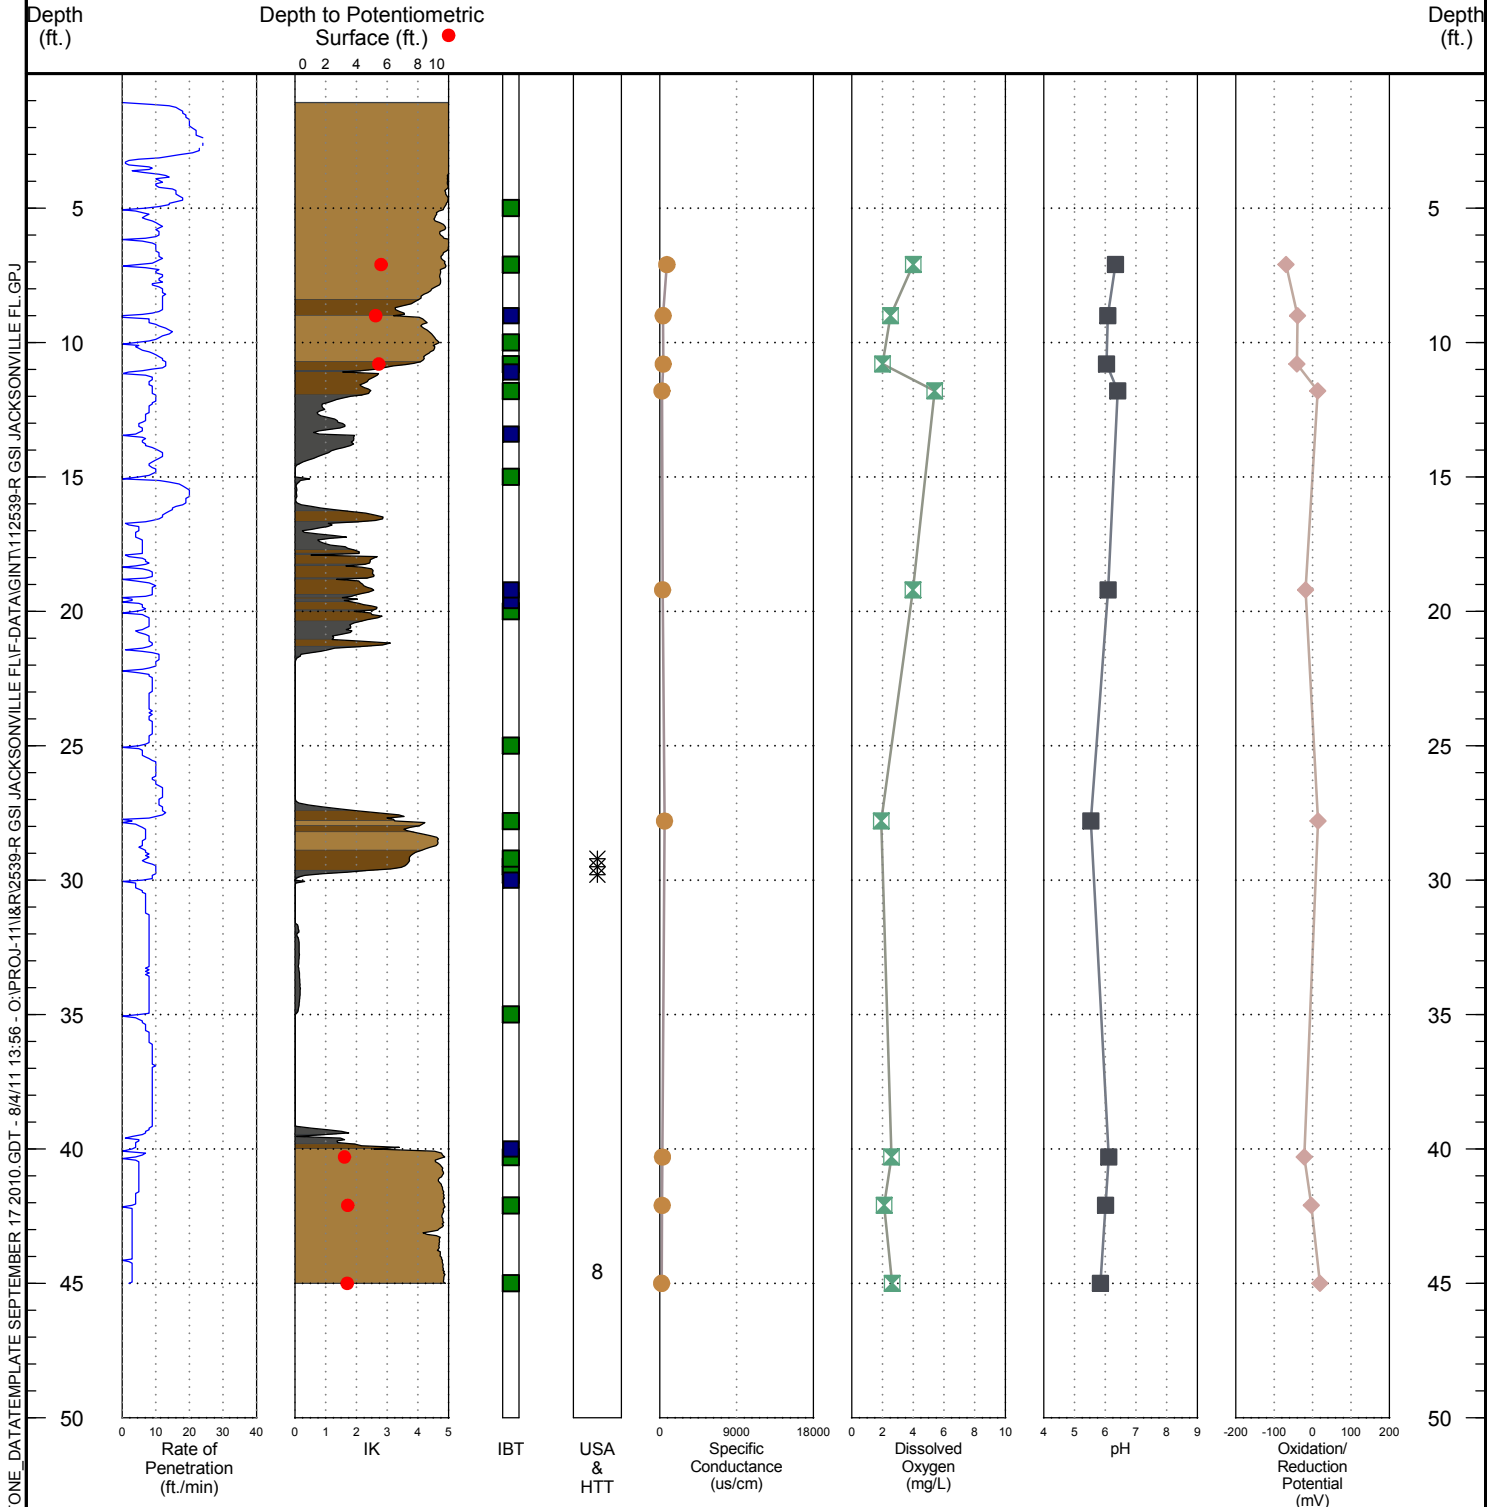 Depth
(ft.)
Depth to Potentiometric
Surface (ft.)
Depth
(ft.)
0 2 4 6 8 10
5 5
10 10
15 15
20 20
25 25
30 30
35 35
40 40
8
45 45
50 50
0 10 20 30 40
0 1 2 3 4 5
0 9000 18000
0 2 4 6 8 10
4 5 6 7 8 9
-200 -100 0 100 200
Rate of
Penetration
(ft./min)
IK
IBT
USA
&
HTT
Specific
Conductance
(us/cm)
Dissolved
Oxygen
(mg/L)
pH
Oxidation/
Reduction
Potential
(mV)
ONE_DATATEMPLATE SEPTEMBER 17 2010.GDT - 8/4/11 13:56 - O:\PROJ-11\I&R\2539-R GSI JACKSONVILLE FL\F-DATA\GINT\112539-R GSI JACKSONVILLE FL.GPJ